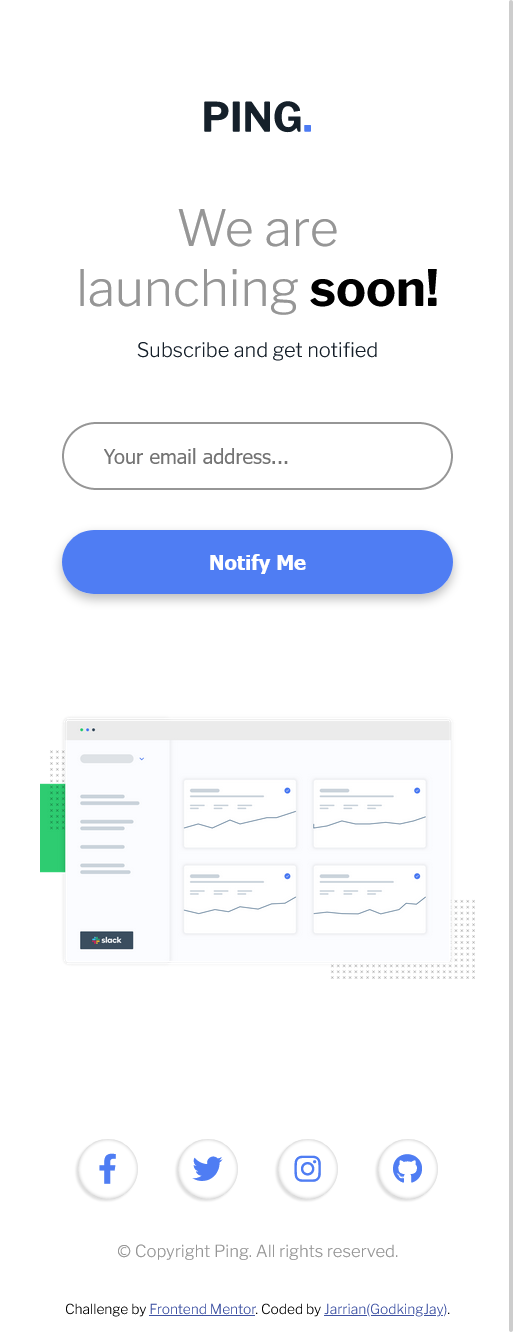 PING.
We are
launching soon!
Subscribe and get notified
Your email address...
Notify Me
slack
© Copyright Ping. All rights reserved.
Challenge by Frontend Mentor. Coded by Jarrian(GodkingJay).